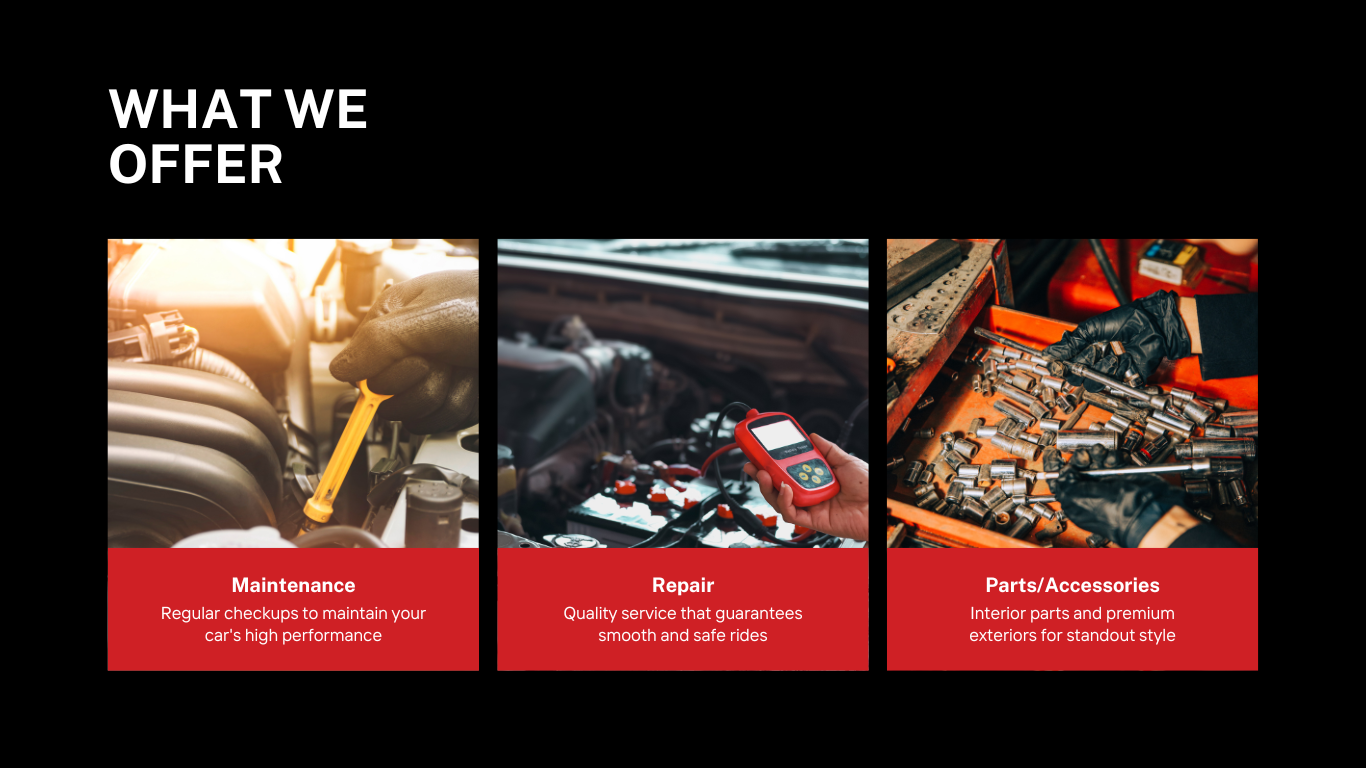 WHAT WE
OFFER
Maintenance
Regular checkups to maintain your
car's high performance
Repair
Quality service that guarantees
smooth and safe rides
Parts/Accessories
Interior parts and premium
exteriors for standout style